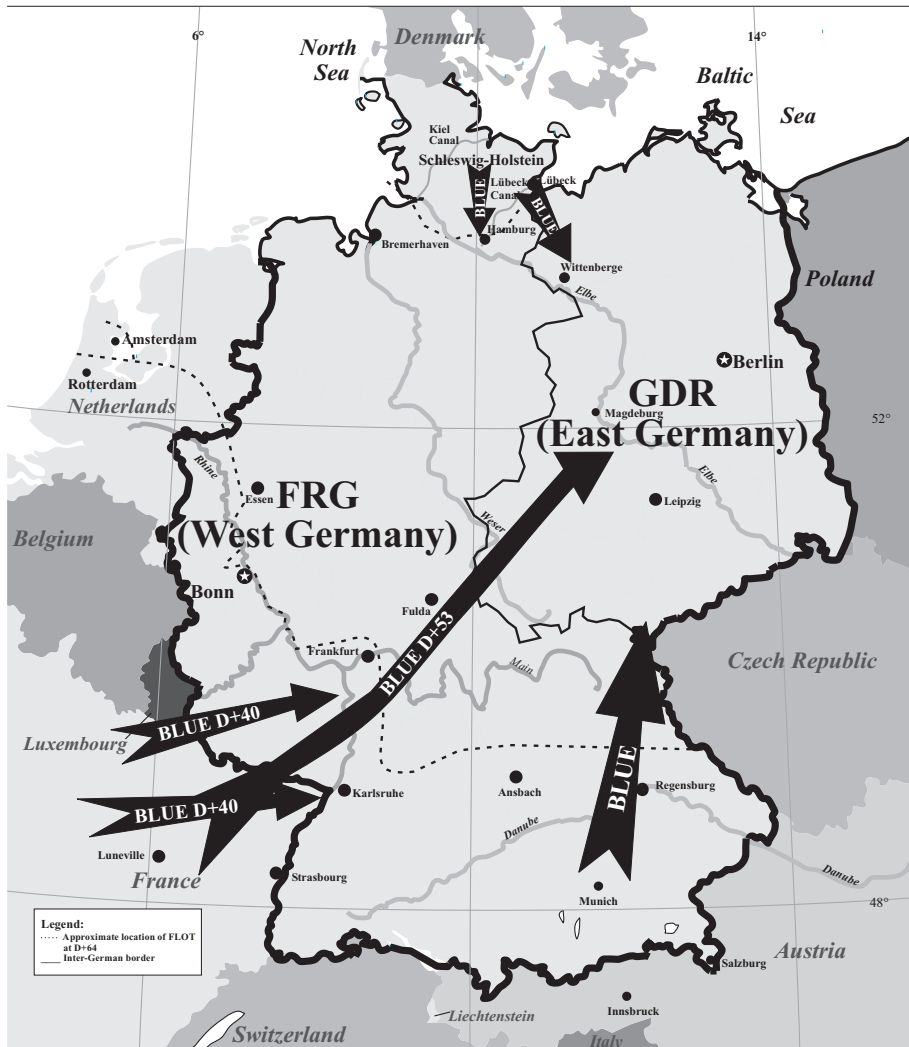 6°
14°
North
Sea
Denmark
Baltic
Sea
Kiel
Canal
Schleswig-Holstein
BLUE
Lübeck
Canal
Lübeck
BLUE
Hamburg
Bremerhaven
Wittenberge
Elbe
Poland
Amsterdam
Rotterdam
Netherlands
Berlin
GDR
(East Germany)
Magdeburg
52°
Rhine
Essen
FRG
(West Germany)
Weser
Elbe
Leipzig
Belgium
Bonn
Fulda
Frankfurt
BLUE D+53
Main
Czech Republic
Luxembourg
BLUE D+40
BLUE D+40
Karlsruhe
Ansbach
BLUE
Regensburg
Danube
Danube
Luneville
France
Strasbourg
Munich
48°
Legend:
Approximate location of FLOT
at D+64
Inter-German border
Salzburg
Austria
Liechtenstein
Innsbruck
Switzerland
Italy